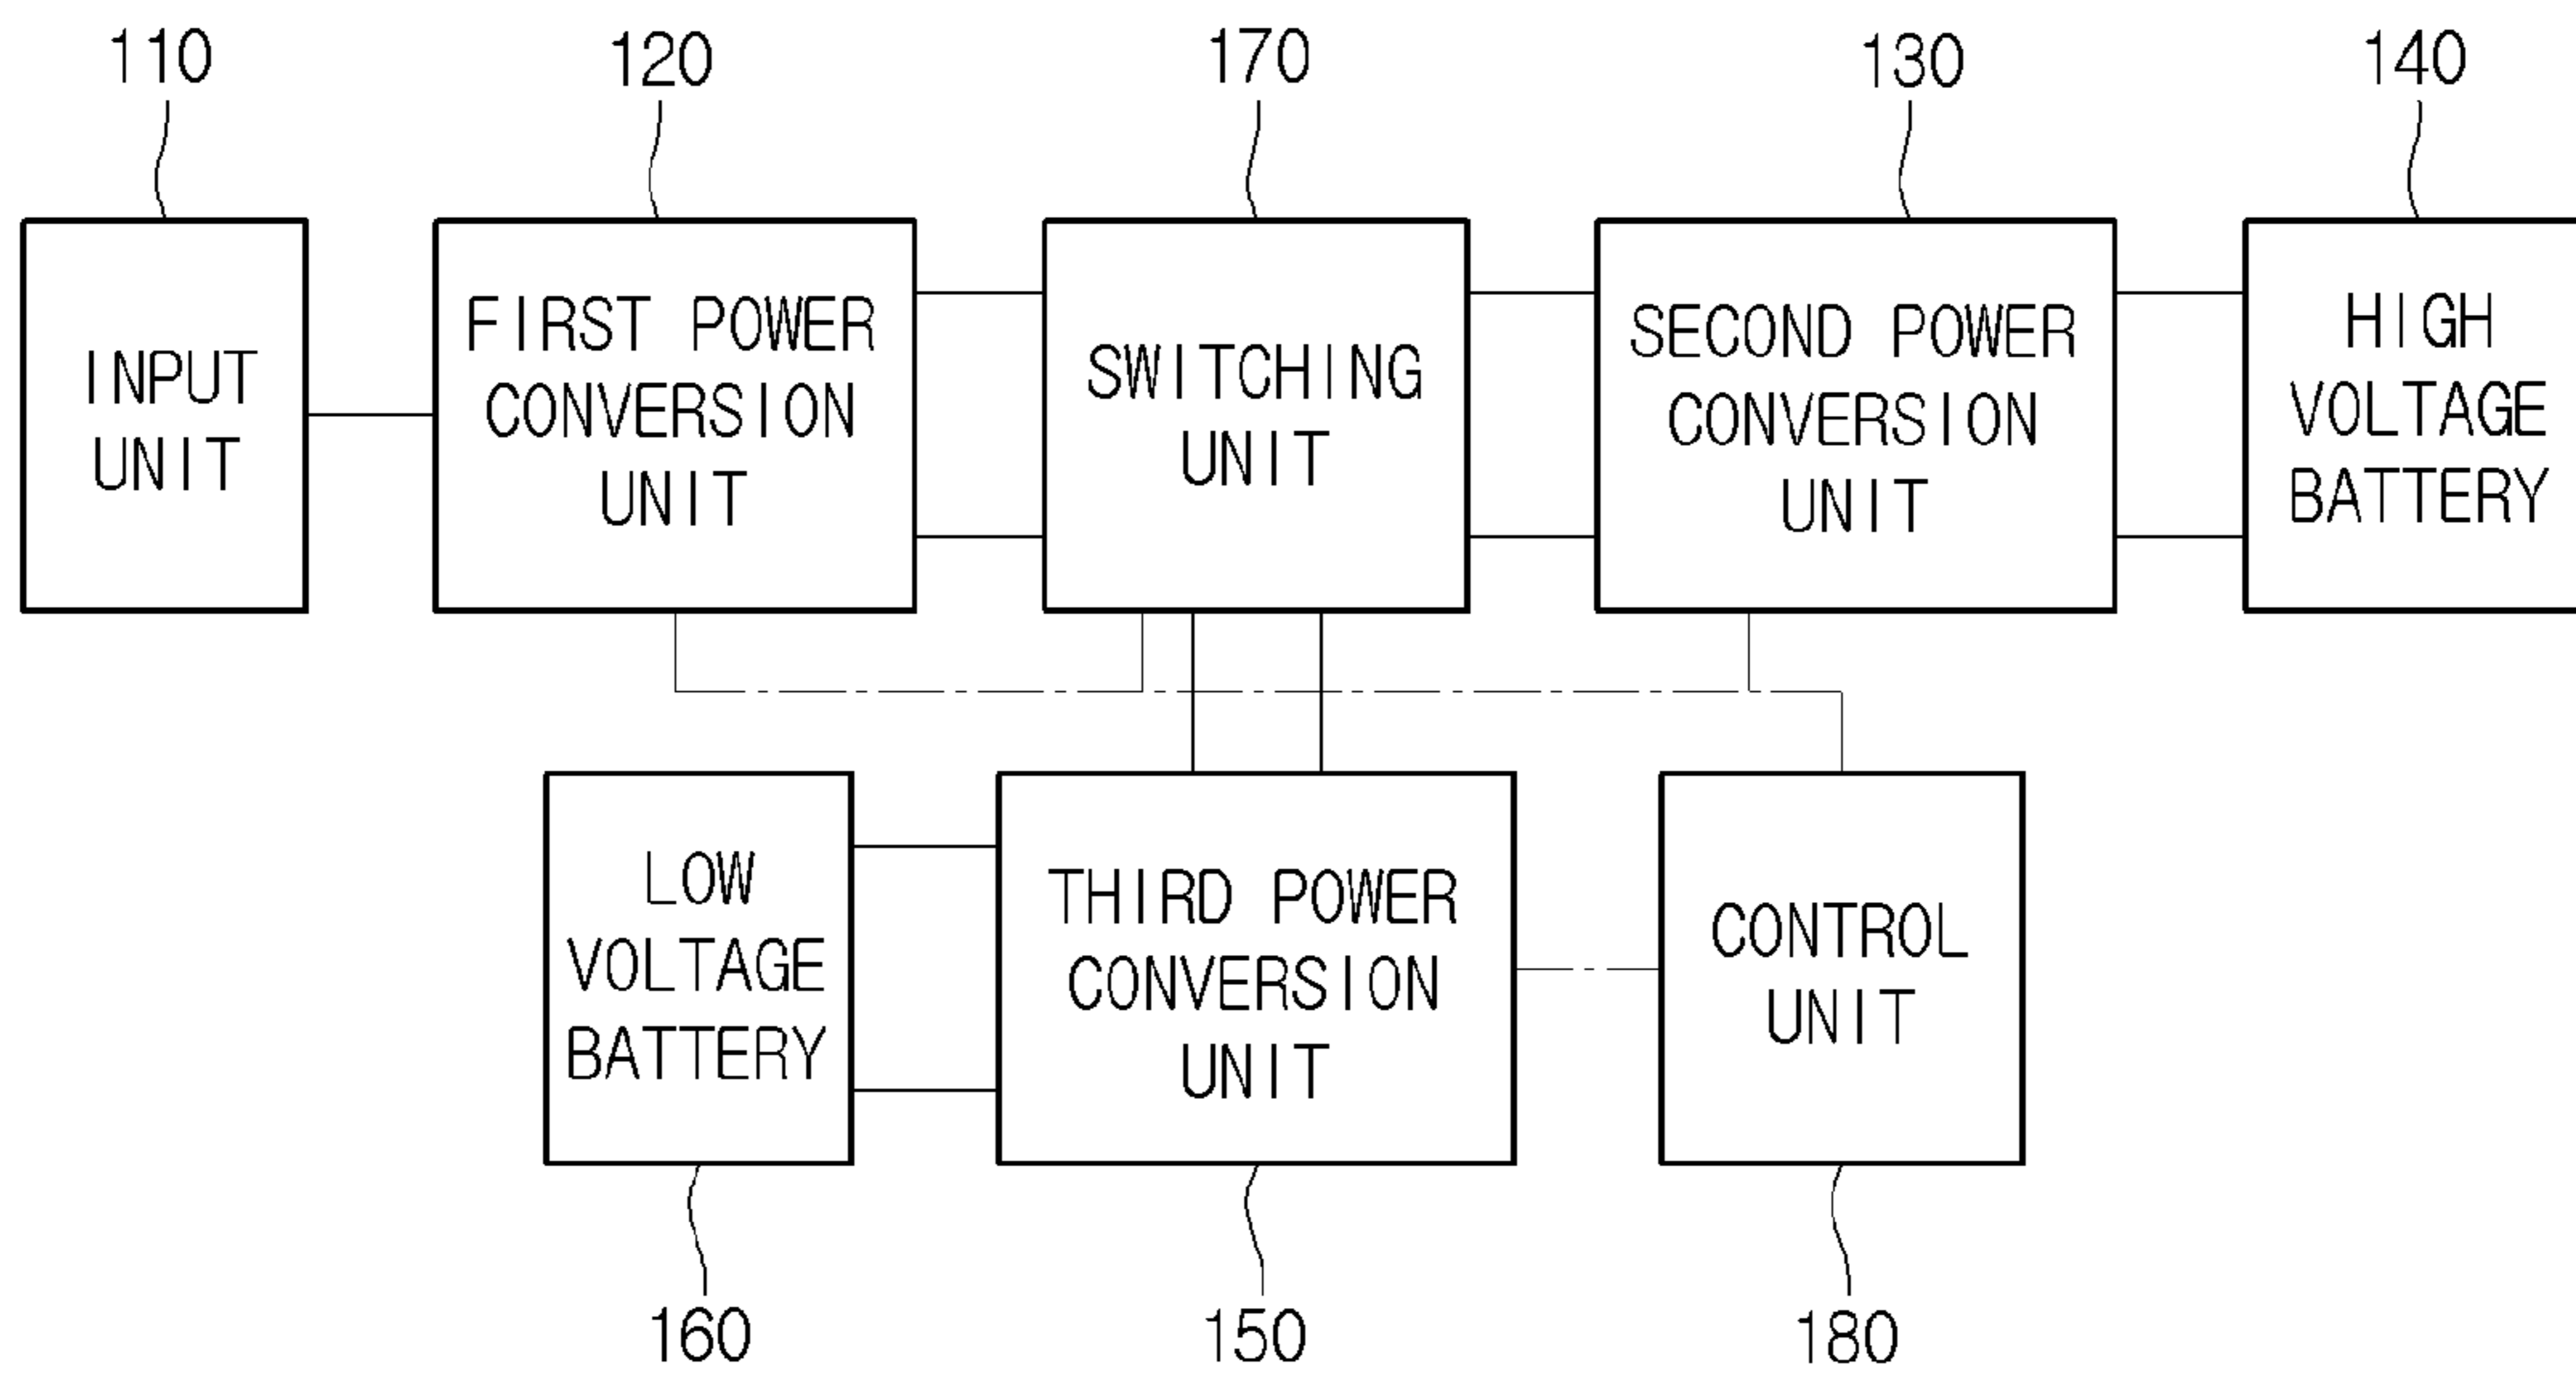 110
120
170
130
140
INPUT
UNIT
FIRST POWER
CONVERSION
UNIT
SWITCHING
UNIT
SECOND POWER
CONVERSION
UNIT
HIGH
VOLTAGE
BATTERY
LOW
VOLTAGE
BATTERY
THIRD POWER
CONVERSION
UNIT
CONTROL
UNIT
160
150
180